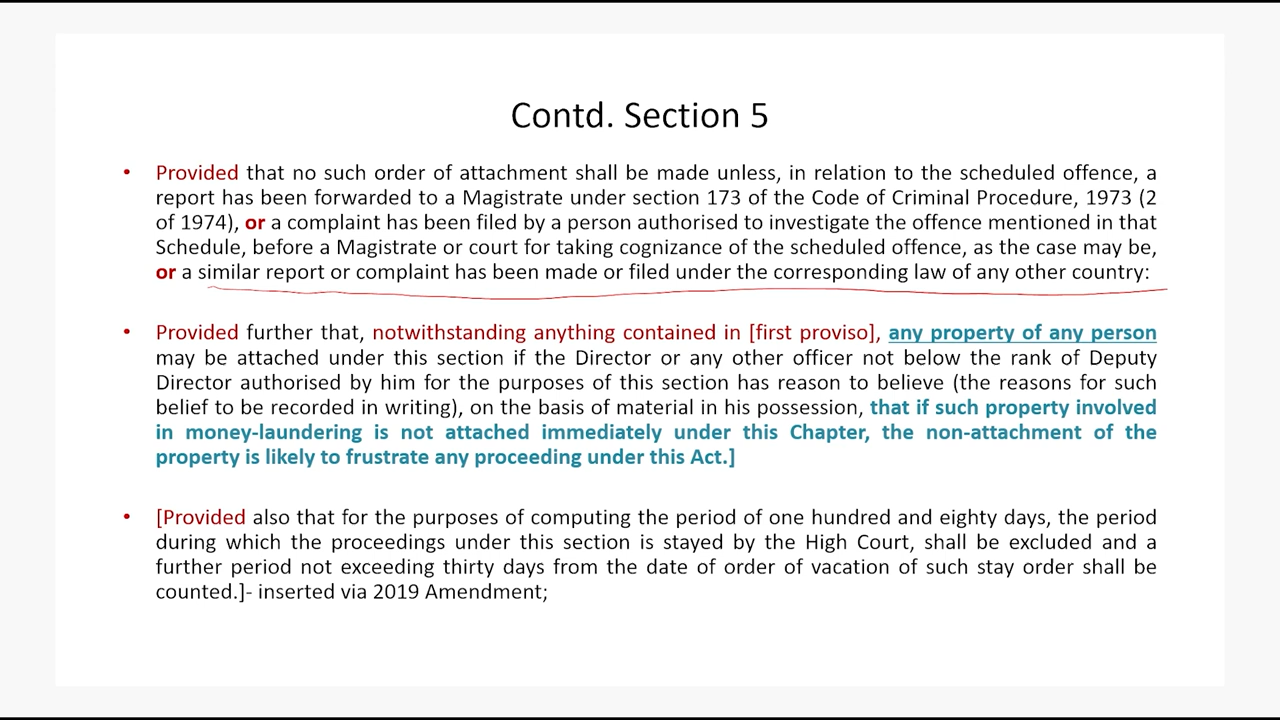 Contd. Section 5
• Provided that no such order of attachment shall be made unless, in relation to the scheduled offence, a
report has been forwarded to a Magistrate under section 173 of the Code of Criminal Procedure, 1973 (2
of 1974), or a complaint has been filed by a person authorised to investigate the offence mentioned in that
Schedule, before a Magistrate or court for taking cognizance of the scheduled offence, as the case may be,
or a similar report or complaint has been made or filed under the corresponding law of any other country:
• Provided further that, notwithstanding anything contained in [first proviso], any property of any person
may be attached under this section if the Director or any other officer not below the rank of Deputy
Director authorised by him for the purposes of this section has reason to believe (the reasons for such
belief to be recorded in writing), on the basis of material in his possession, that if such property involved
in money-laundering is not attached immediately under this Chapter, the non-attachment of the
property is likely to frustrate any proceeding under this Act.]
• [Provided also that for the purposes of computing the period of one hundred and eighty days, the period
during which the proceedings under this section is stayed by the High Court, shall be excluded and a
further period not exceeding thirty days from the date of order of vacation of such stay order shall be
counted.]- inserted via 2019 Amendment;